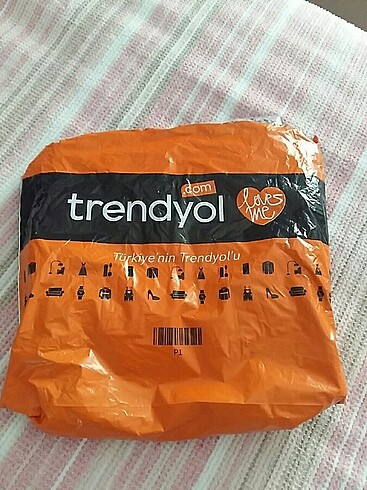 .com
trendyol
loves
me
Türkiye'nin Trendyol'u
P1